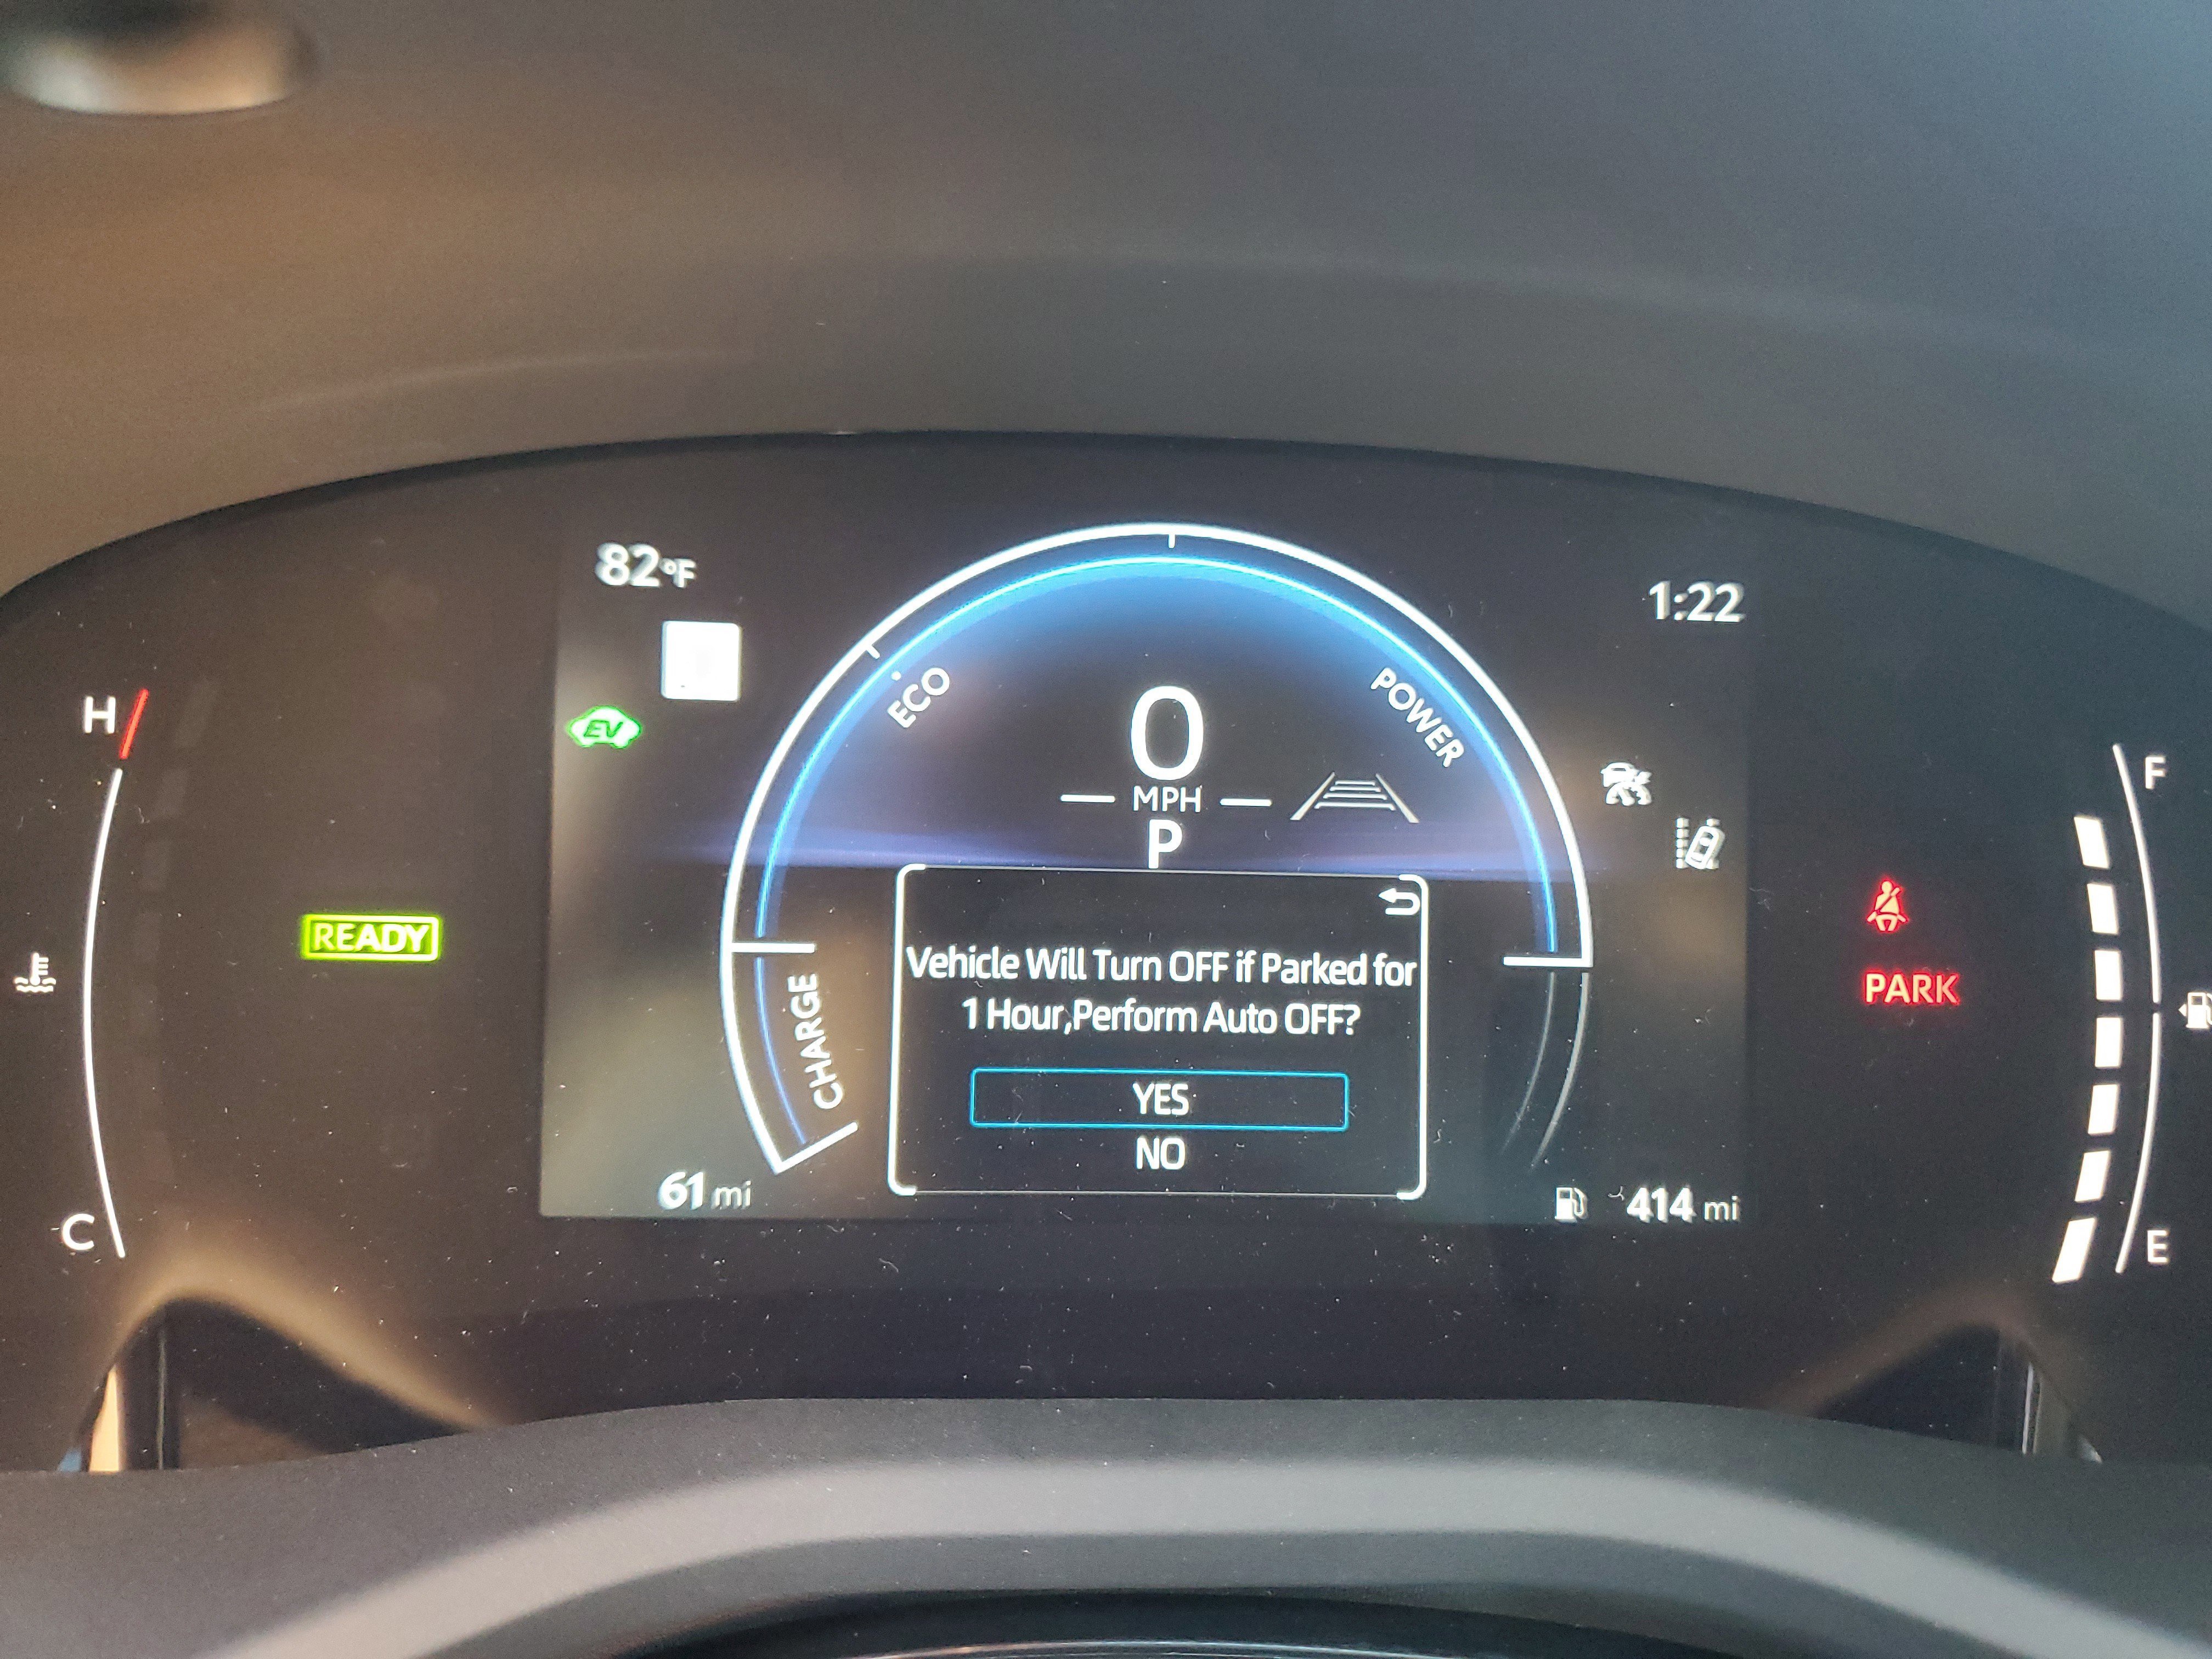 82°F
1:22
H
EV
ECO
POWER
0
MPH
P
F
READY
PARK
CHARGE
Vehicle Will Turn OFF if Parked for
1 Hour,Perform Auto OFF?
YES
NO
61 mi
414 mi
C
E